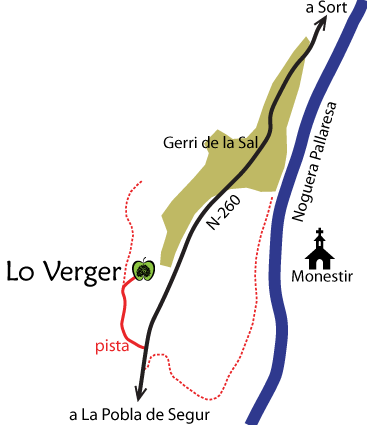 a Sort
Gerri de la Sal
Noguera Pallaresa
N-260
Lo Verger
Monestir
pista
a La Pobla de Segur